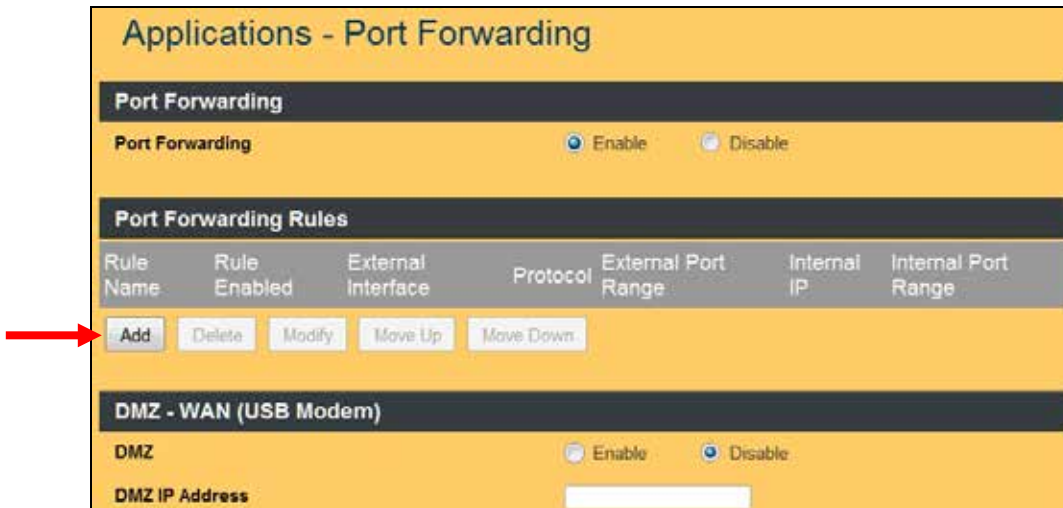 Applications - Port Forwarding
Port Forwarding
Port Forwarding Enable Disable
Port Forwarding Rules
Rule Name Rule Enabled External Interface Protocol External Port Range Internal IP Internal Port Range
Add Delete Modify Move Up Move Down
DMZ - WAN (USB Modem)
DMZ Enable Disable
DMZ IP Address